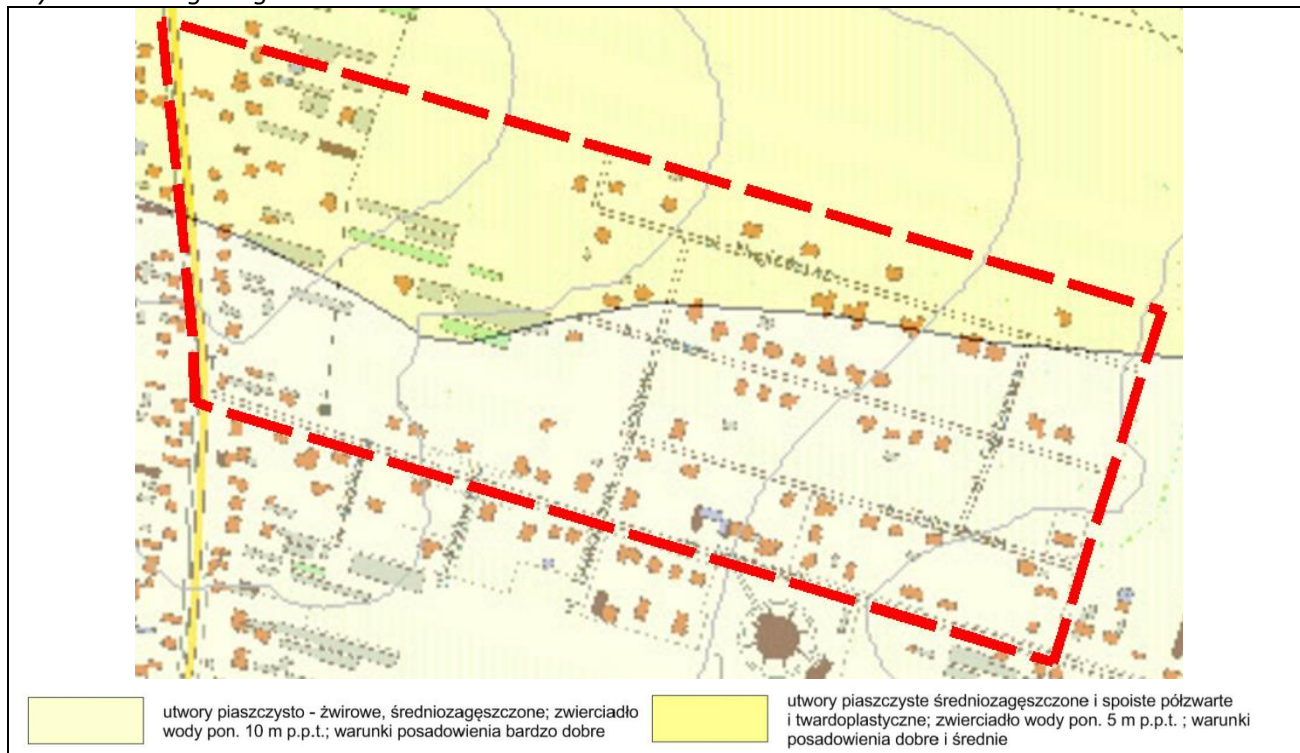 utwory piaszczysto - żwirowe, średniozagęszczone; zwierciadło
wody pon. 10 m p.p.t.; warunki posadowienia bardzo dobre
utwory piaszczyste średniozagęszczone i spoiste półzwarte
i twardoplastyczne; zwierciadło wody pon. 5 m p.p.t. ; warunki
posadowienia dobre i średnie